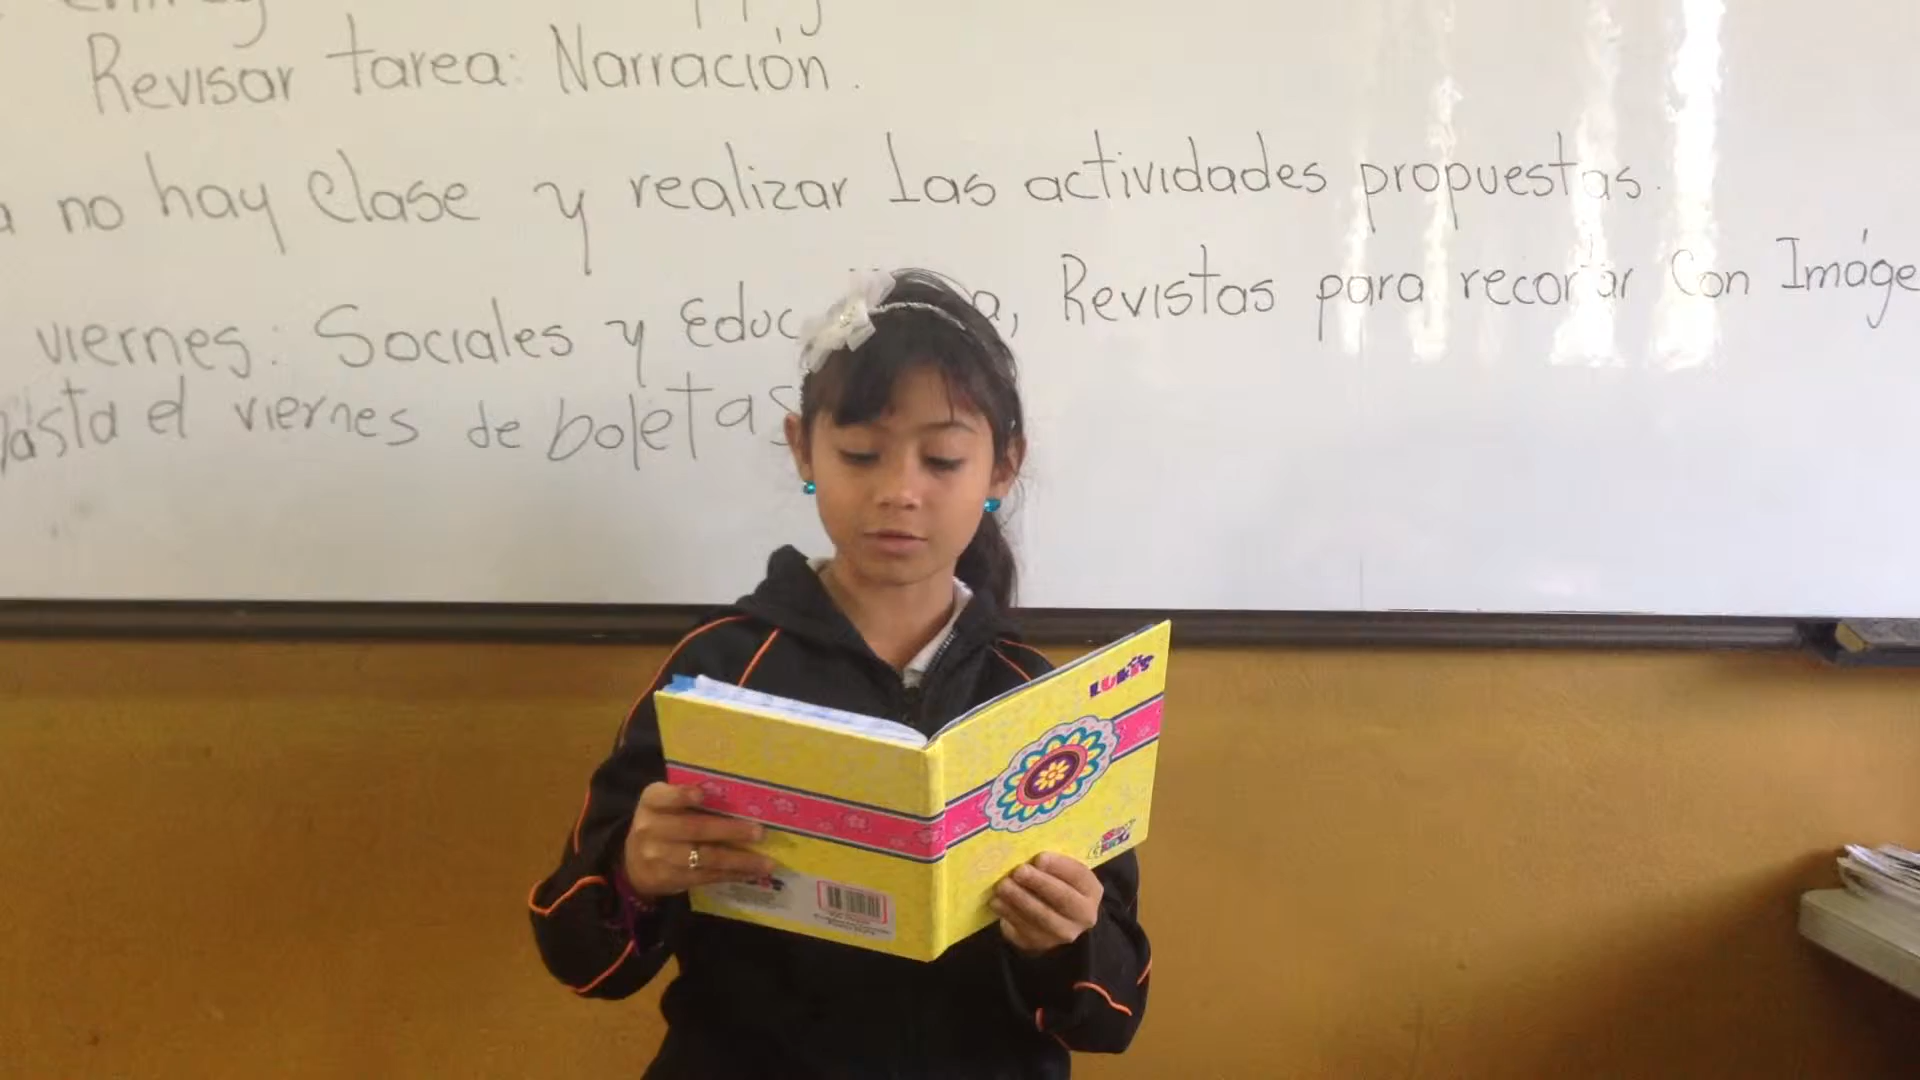 Revisar tarea: Narración.
no hay Clase y realizar las actividades propuestas.
viernes: Sociales y Educ a, Revistas para recortar Con Imáge
hasta el viernes de boletas
LUKIS